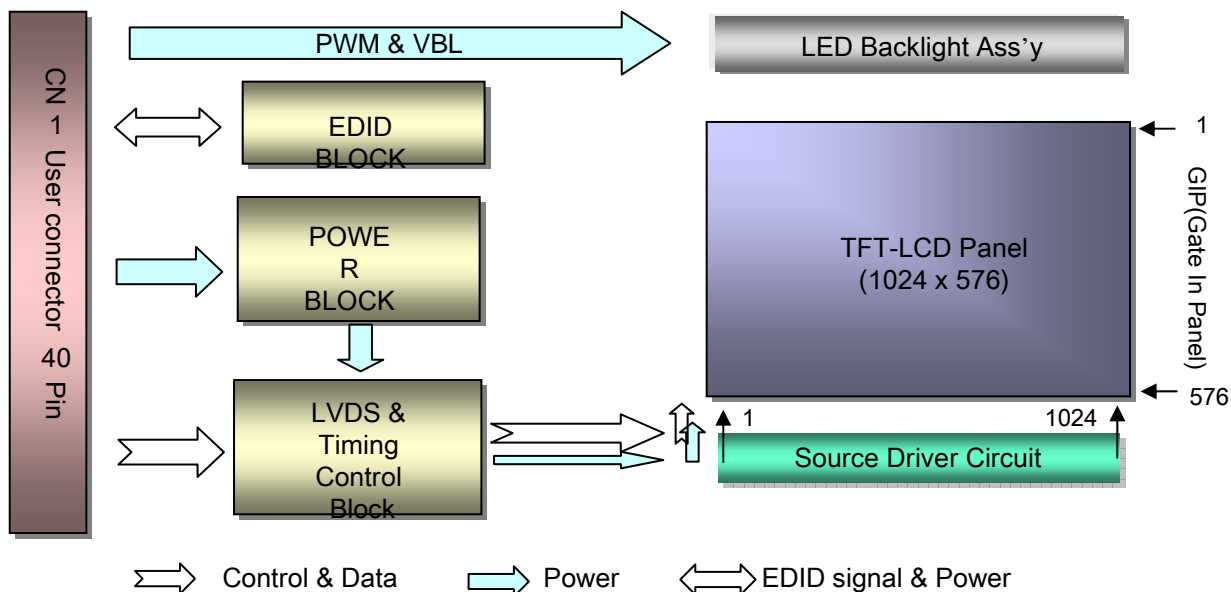 CN 1 User connector 40 Pin
PWM & VBL
LED Backlight Ass’y
EDID
BLOCK
POWE
R
BLOCK
LVDS &
Timing
Control
Block
TFT-LCD Panel
(1024 x 576)
1
GIP(Gate In Panel)
576
1
1024
Source Driver Circuit
Control & Data
Power
EDID signal & Power